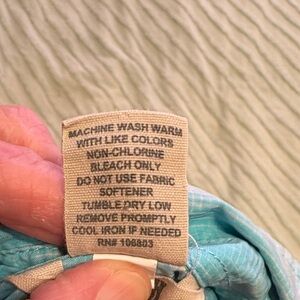 MACHINE WASH WARM
WITH LIKE COLORS
NON-CHLORINE
BLEACH ONLY
DO NOT USE FABRIC
SOFTENER
TUMBLE DRY LOW
REMOVE PROMPTLY
COOL IRON IF NEEDED
RN# 106803